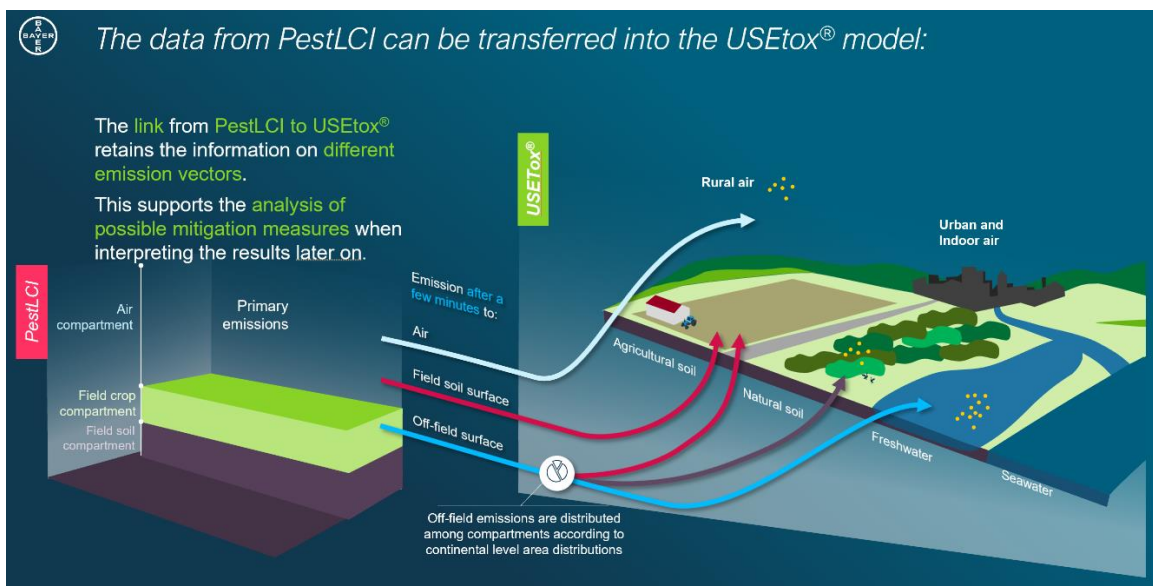 BAYER
BAYER
The data from PestLCI can be transferred into the USEtox® model:
The link from PestLCI to USEtox®
retains the information on different
emission vectors.
This supports the analysis of
possible mitigation measures when
interpreting the results later on.
PestLCI
Air
compartment
Primary
emissions
Field crop
compartment
Field soil
compartment
USETox®
Emission after a
few minutes to:
Air
Field soil surface
Off-field surface
Off-field emissions are distributed
among compartments according to
continental level area distributions
Rural air
Urban and
Indoor air
Agricultural soil
Natural soil
Freshwater
Seawater